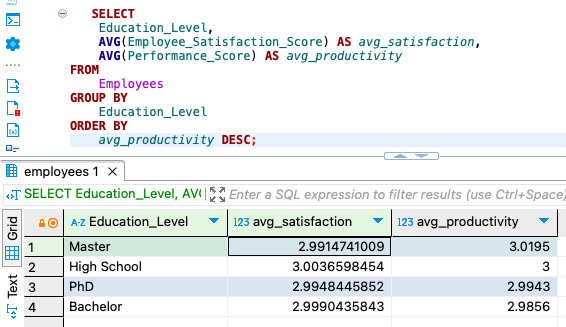 SELECT
Education_Level,
AVG(Employee_Satisfaction_Score) AS avg_satisfaction,
AVG(Performance_Score) AS avg_productivity
FROM
Employees
GROUP BY
Education_Level
ORDER BY
avg_productivity DESC;
employees 1
SELECT Education_Level, AVG Enter a SQL expression to filter results (use Ctrl+Space)
Grid
Text
A-Z Education_Level 123 avg_satisfaction 123 avg_productivity
1 Master 2.9914741009 3.0195
2 High School 3.0036598454 3
3 PhD 2.9948445852 2.9943
4 Bachelor 2.9990435843 2.9856